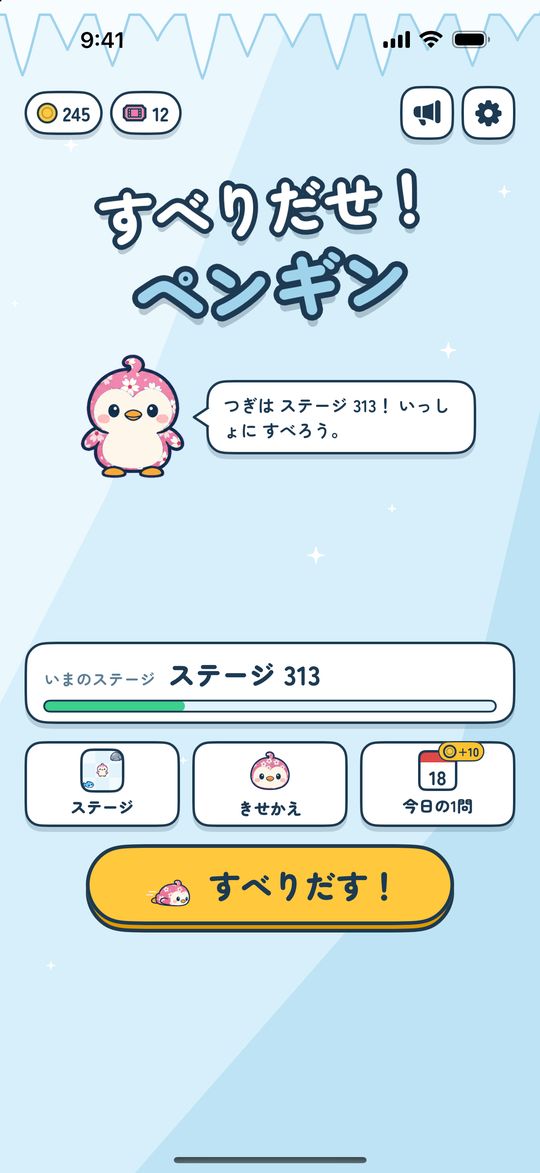 9:41
245
12
すべりだせ！
ペンギン
つぎは ステージ 313！ いっし
ょに すべろう。
いまのステージ ステージ 313
ステージ
きせかえ
+10
18
今日の1問
すべりだす！